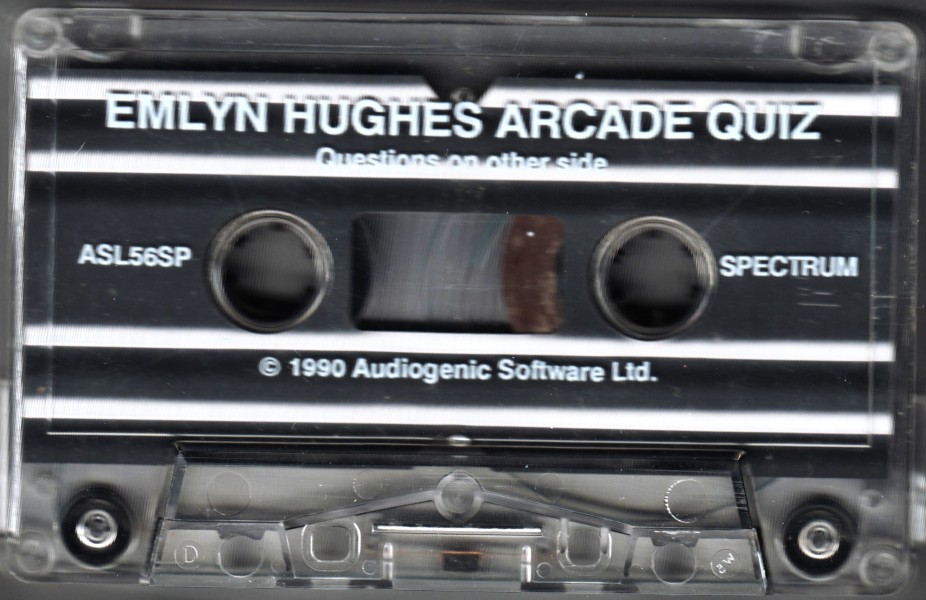 EMLYN HUGHES ARCADE QUIZ
Questions on other side
ASL56SP
SPECTRUM
© 1990 Audiogenic Software Ltd.
D